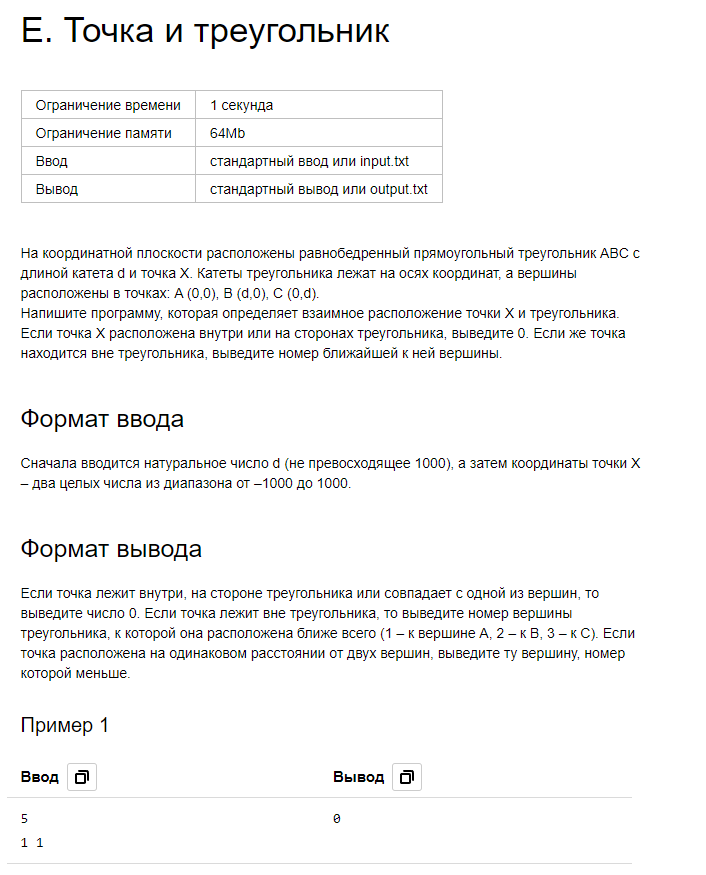 Е. Точка и треугольник
Ограничение времени 1 секунда
Ограничение памяти 64Mb
Ввод стандартный ввод или input.txt
Вывод стандартный вывод или output.txt
На координатной плоскости расположены равнобедренный прямоугольный треугольник ABC с
длиной катета d и точка X. Катеты треугольника лежат на осях координат, а вершины
расположены в точках: A (0,0), B (d,0), C (0,d).
Напишите программу, которая определяет взаимное расположение точки X и треугольника.
Если точка X расположена внутри или на сторонах треугольника, выведите 0. Если же точка
находится вне треугольника, выведите номер ближайшей к ней вершины.
Формат ввода
Сначала вводится натуральное число d (не превосходящее 1000), а затем координаты точки X
– два целых числа из диапазона от –1000 до 1000.
Формат вывода
Если точка лежит внутри, на стороне треугольника или совпадает с одной из вершин, то
выведите число 0. Если точка лежит вне треугольника, то выведите номер вершины
треугольника, к которой она расположена ближе всего (1 – к вершине A, 2 – к B, 3 – к C). Если
точка расположена на одинаковом расстоянии от двух вершин, выведите ту вершину, номер
которой меньше.
Пример 1
Ввод Вывод
5 0
1 1